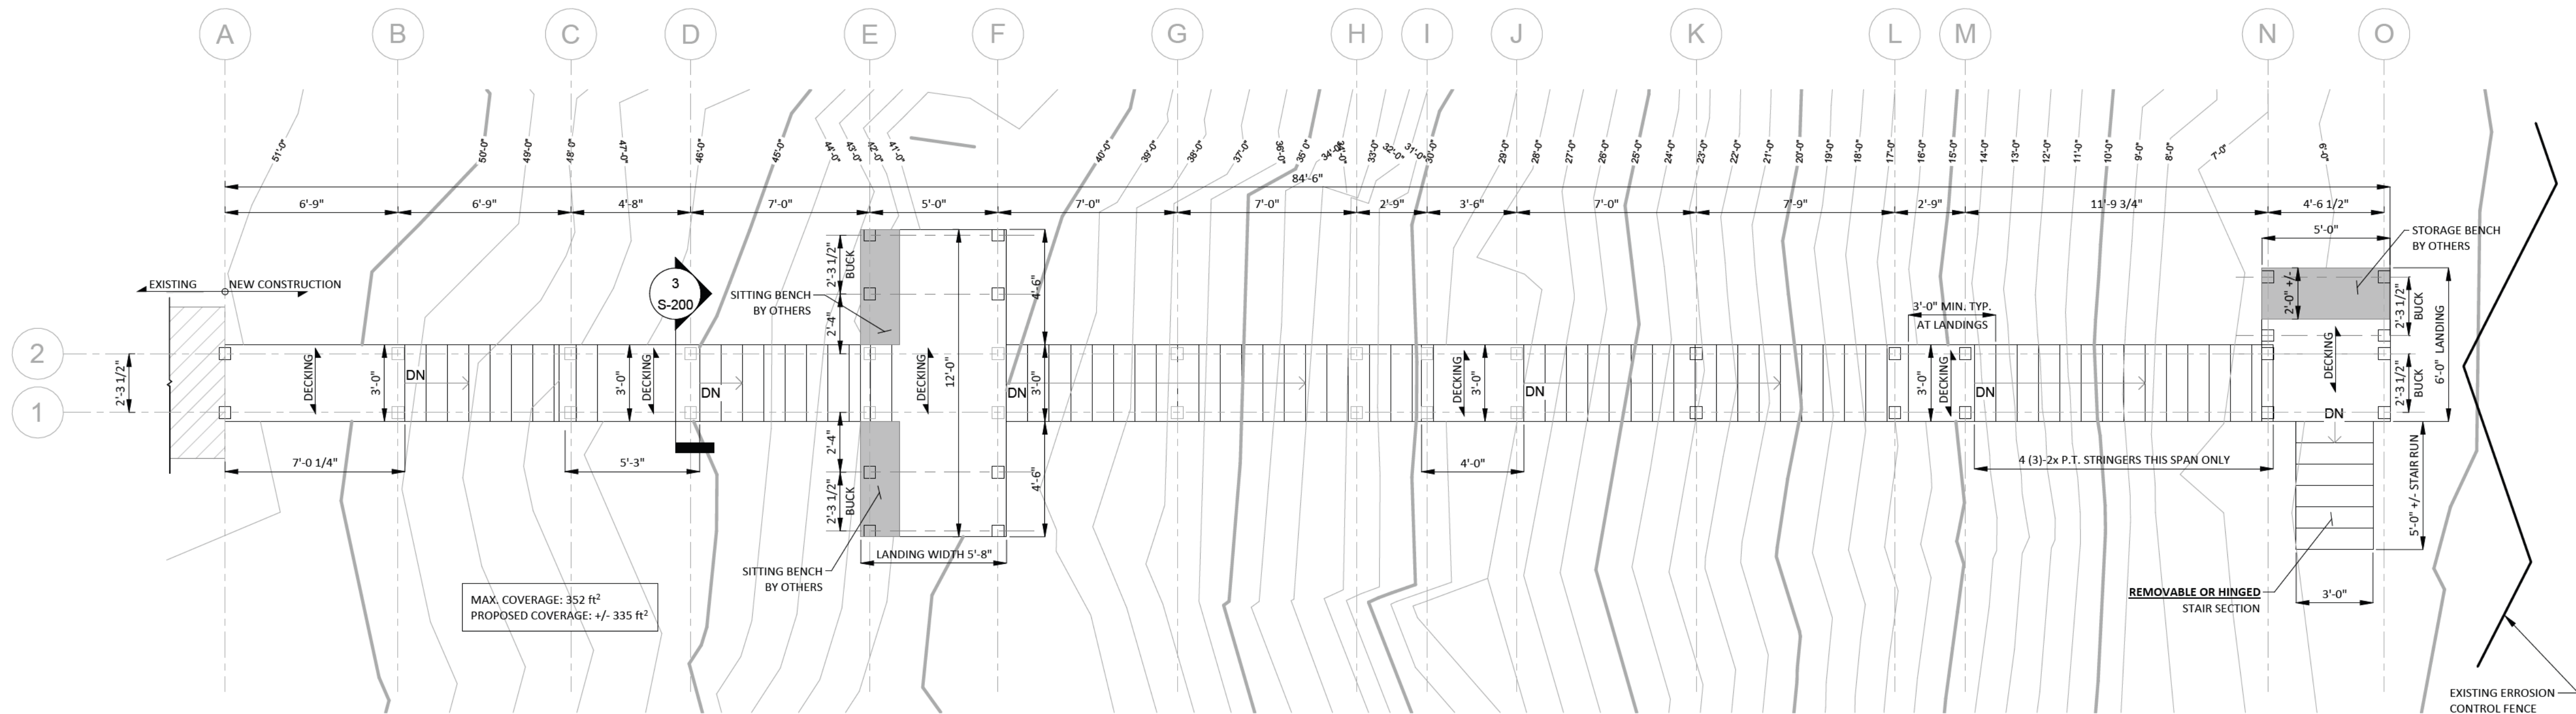 A B C D E F G H I J K L M N O
51'-0" 50'-0" 49'-0" 48'-0" 47'-0" 46'-0" 45'-0" 44'-0" 43'-0" 42'-0" 41'-0" 40'-0" 39'-0" 38'-0" 37'-0" 36'-0" 35'-0" 34'-0" 34'-0" 33'-0" 32'-0" 31'-0" 30'-0" 29'-0" 28'-0" 27'-0" 26'-0" 25'-0" 24'-0" 23'-0" 22'-0" 21'-0" 20'-0" 19'-0" 18'-0" 17'-0" 16'-0" 15'-0" 14'-0" 13'-0" 12'-0" 11'-0" 10'-0" 9'-0" 8'-0" 7'-0" 6'-0"
84'-6"
6'-9" 6'-9" 4'-8" 7'-0" 5'-0" 7'-0" 7'-0" 2'-9" 3'-6" 7'-0" 7'-9" 2'-9" 11'-9 3/4" 4'-6 1/2"
EXISTING NEW CONSTRUCTION
3
S-200
SITTING BENCH
BY OTHERS
2'-3 1/2"
BUCK
2'-4"
4'-6"
12'-0"
3'-0" MIN. TYP.
AT LANDINGS
5'-0"
STORAGE BENCH
BY OTHERS
2'-0" +/-
2'-3 1/2"
BUCK
6'-0" LANDING
2
1
2'-3 1/2"
DECKING
3'-0"
DN
3'-0"
DECKING
DN
DECKING
DN
3'-0"
DECKING
3'-0"
DN
3'-0"
DECKING
DN
DECKING
DN
2'-3 1/2"
BUCK
7'-0 1/4"
5'-3"
2'-4"
2'-3 1/2"
BUCK
4'-6"
4'-0"
4 (3)-2x P.T. STRINGERS THIS SPAN ONLY
5'-0" +/- STAIR RUN
LANDING WIDTH 5'-8"
SITTING BENCH
BY OTHERS
MAX. COVERAGE: 352 ft²
PROPOSED COVERAGE: +/- 335 ft²
REMOVABLE OR HINGED
STAIR SECTION
3'-0"
EXISTING ERROSION
CONTROL FENCE